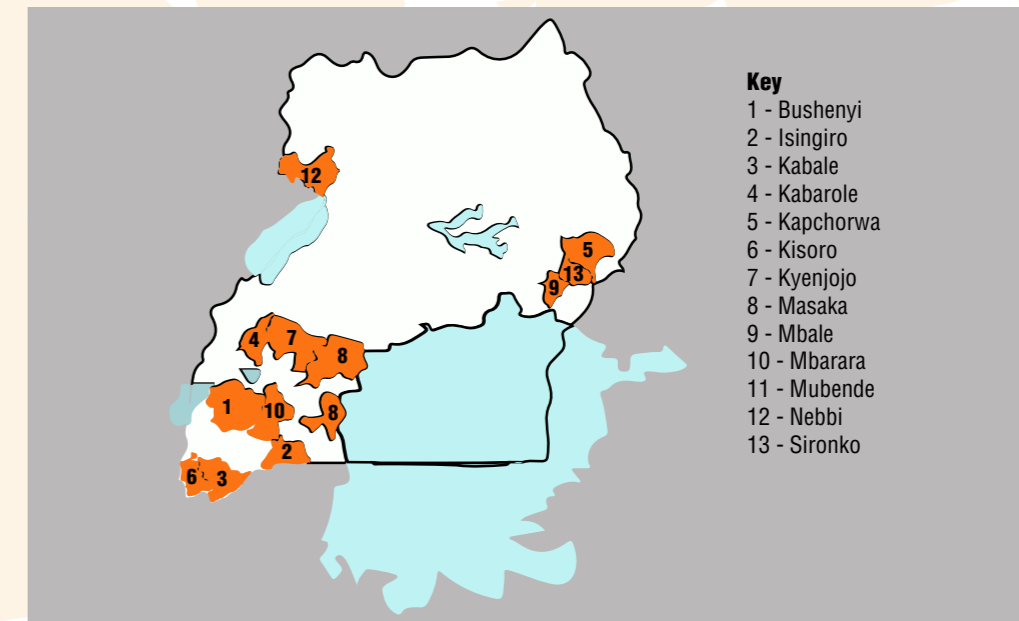 12
5
13
9
4
7
8
1
10
8
2
6
3
Key
1 - Bushenyi
2 - Isingiro
3 - Kabale
4 - Kabarole
5 - Kapchorwa
6 - Kisoro
7 - Kyenjojo
8 - Masaka
9 - Mbale
10 - Mbarara
11 - Mubende
12 - Nebbi
13 - Sironko